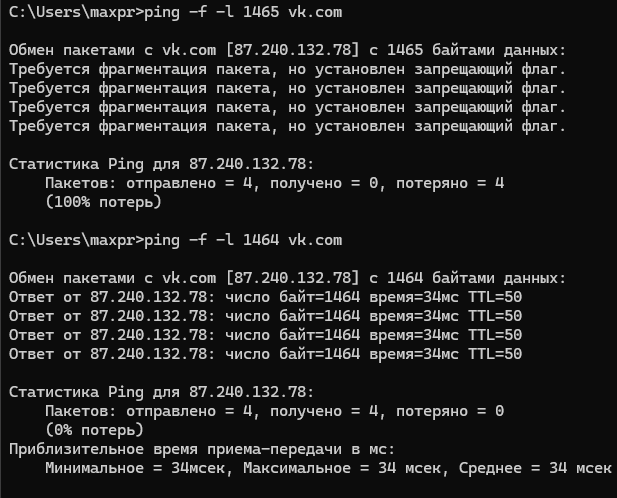 C:\Users\maxpr>ping -f -l 1465 vk.com
Обмен пакетами с vk.com [87.240.132.78] с 1465 байтами данных:
Требуется фрагментация пакета, но установлен запрещающий флаг.
Требуется фрагментация пакета, но установлен запрещающий флаг.
Требуется фрагментация пакета, но установлен запрещающий флаг.
Требуется фрагментация пакета, но установлен запрещающий флаг.
Статистика Ping для 87.240.132.78:
Пакетов: отправлено = 4, получено = 0, потеряно = 4
(100% потерь)
C:\Users\maxpr>ping -f -l 1464 vk.com
Обмен пакетами с vk.com [87.240.132.78] с 1464 байтами данных:
Ответ от 87.240.132.78: число байт=1464 время=34мс TTL=50
Ответ от 87.240.132.78: число байт=1464 время=34мс TTL=50
Ответ от 87.240.132.78: число байт=1464 время=34мс TTL=50
Ответ от 87.240.132.78: число байт=1464 время=34мс TTL=50
Статистика Ping для 87.240.132.78:
Пакетов: отправлено = 4, получено = 4, потеряно = 0
(0% потерь)
Приблизительное время приема-передачи в мс:
Минимальное = 34мсек, Максимальное = 34 мсек, Среднее = 34 мсек